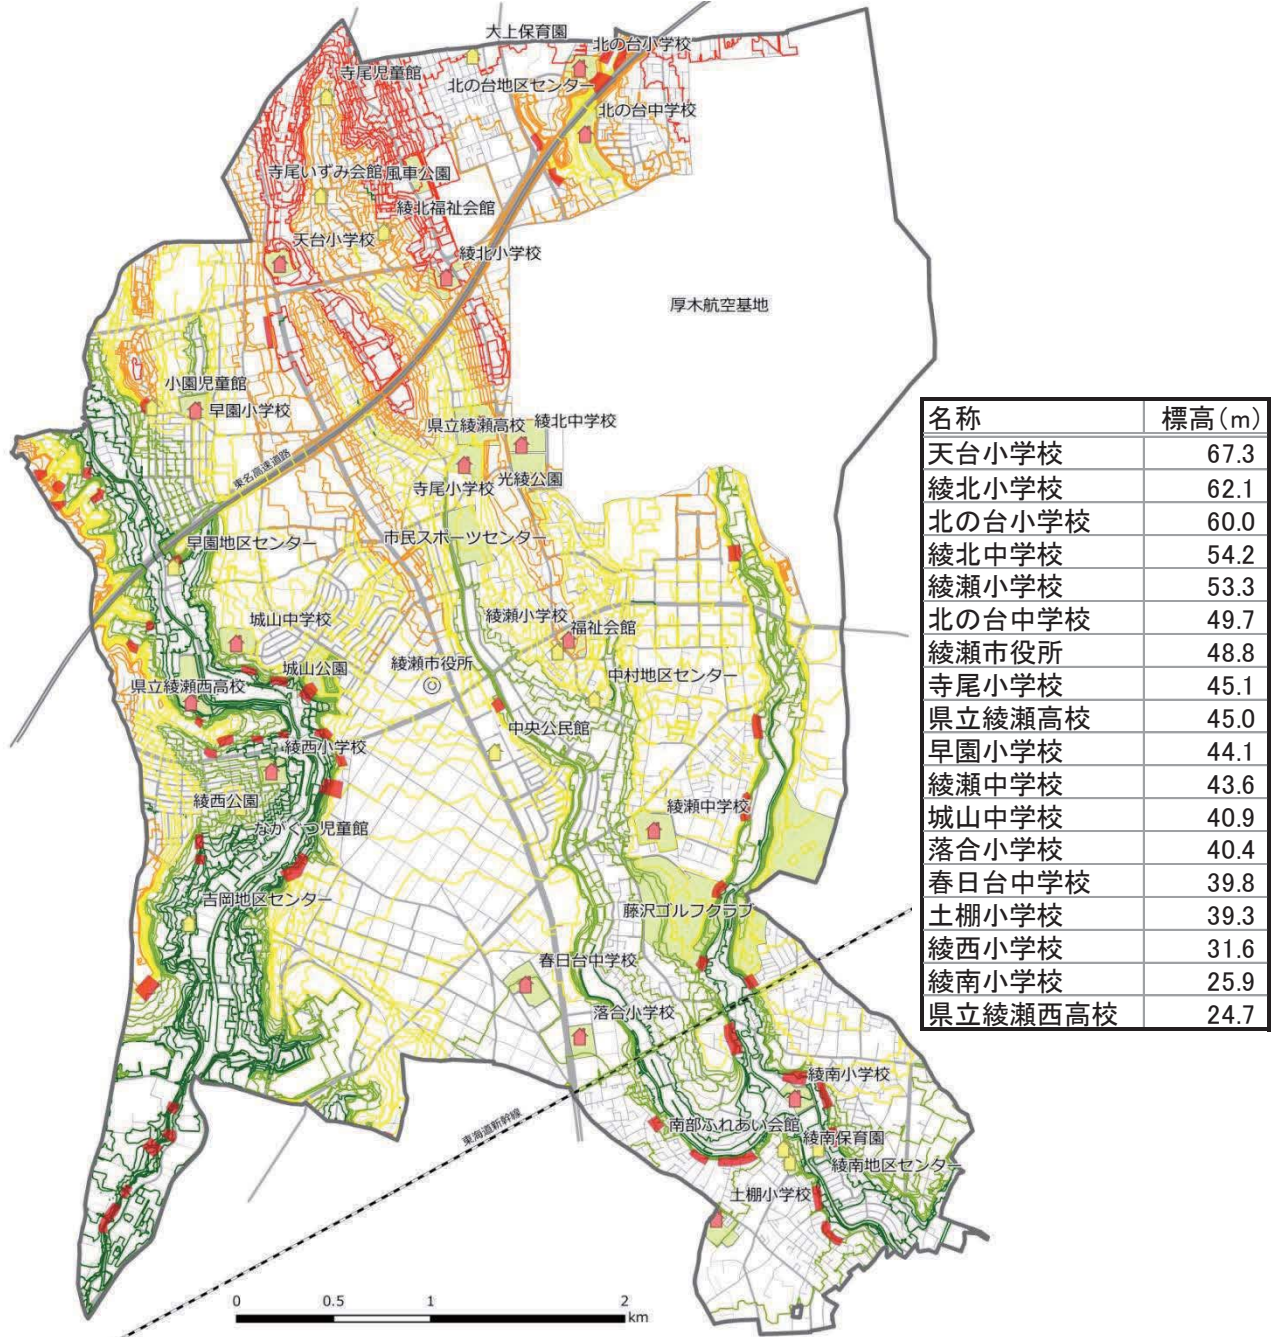 大上保育園
北の台小学校
寺尾児童館
北の台地区センター
北の台中学校
寺尾いずみ会館
風車公園
綾北福祉会館
天台小学校
綾北小学校
厚木航空基地
小園児童館
早園小学校
県立綾瀬高校
綾北中学校
東名高速道路
寺尾小学校
光綾公園
早園地区センター
市民スポーツセンター
城山中学校
綾瀬小学校
福祉会館
城山公園
綾瀬市役所
中村地区センター
県立綾瀬西高校
中央公民館
綾西小学校
綾西公園
綾瀬中学校
ながぐつ児童館
吉岡地区センター
藤沢ゴルフクラブ
春日台中学校
落合小学校
綾南小学校
東海道新幹線
南部ふれあい会館
綾南保育園
綾南地区センター
土棚小学校
0 0.5 1 2
km
名称 標高(m)
天台小学校 67.3
綾北小学校 62.1
北の台小学校 60.0
綾北中学校 54.2
綾瀬小学校 53.3
北の台中学校 49.7
綾瀬市役所 48.8
寺尾小学校 45.1
県立綾瀬高校 45.0
早園小学校 44.1
綾瀬中学校 43.6
城山中学校 40.9
落合小学校 40.4
春日台中学校 39.8
土棚小学校 39.3
綾西小学校 31.6
綾南小学校 25.9
県立綾瀬西高校 24.7